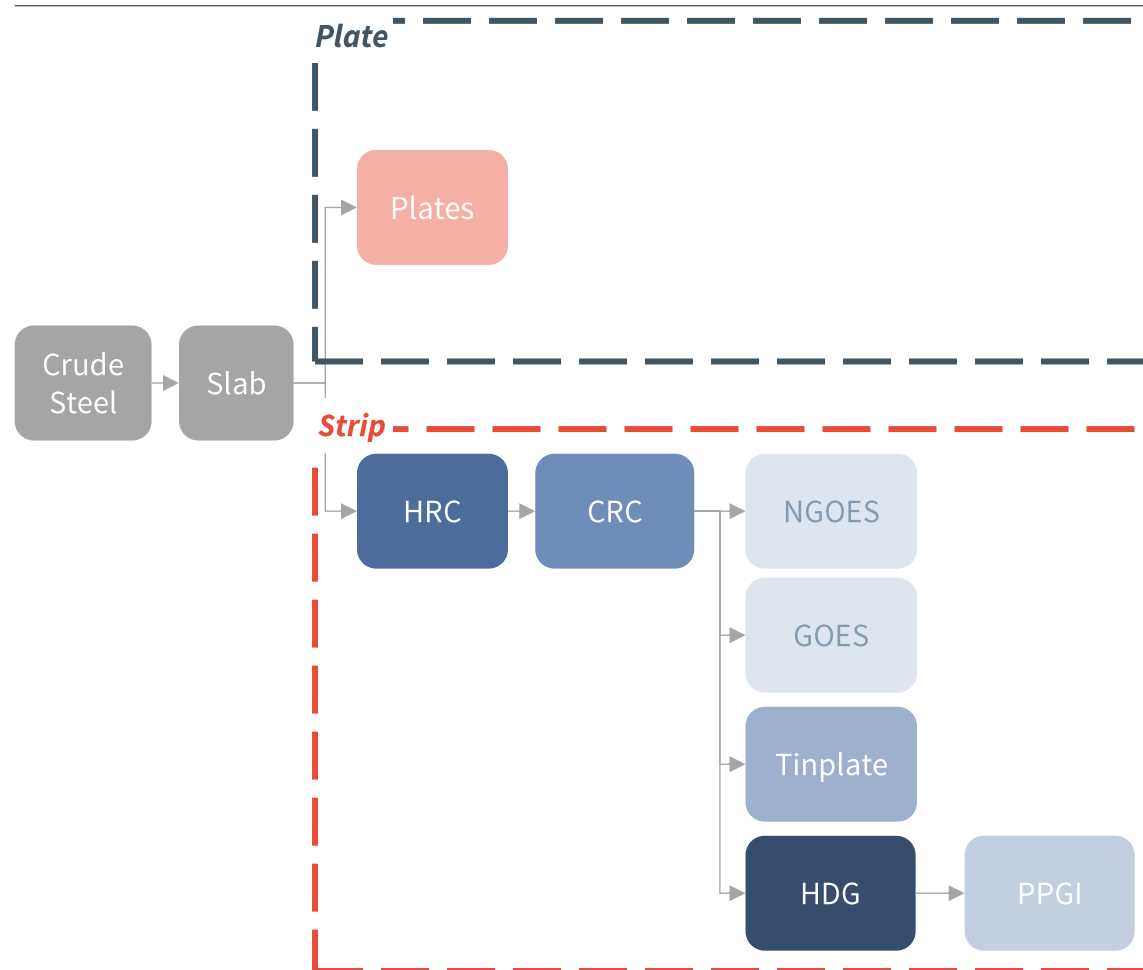 Plate
Plates
Crude
Steel
Slab
Strip
HRC
CRC
NGOES
GOES
Tinplate
HDG
PPGI